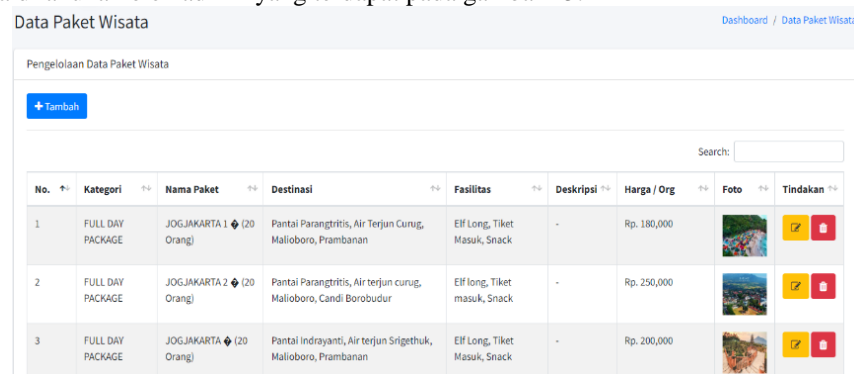 Data Paket Wisata
Dashboard / Data Paket Wisata
Pengelolaan Data Paket Wisata
+ Tambah
Search:
No. Kategori Nama Paket Destinasi Fasilitas Deskripsi Harga / Org Foto Tindakan
1 FULL DAY JOGJAKARTA 1 � (20 Pantai Parangtritis, Air Terjun Curug, Elf Long, Tiket - Rp. 180,000
PACKAGE Orang) Malioboro, Prambanan Masuk, Snack
2 FULL DAY JOGJAKARTA 2 � (20 Pantai Parangtritis, Air terjun curug, Elf long, Tiket - Rp. 250,000
PACKAGE Orang) Malioboro, Candi Borobudur masuk, Snack
3 FULL DAY JOGJAKARTA � (20 Pantai Indrayanti, Air terjun Srigethuk, Elf Long, Tiket - Rp. 200,000
PACKAGE Orang) Malioboro, Prambanan Masuk, Snack